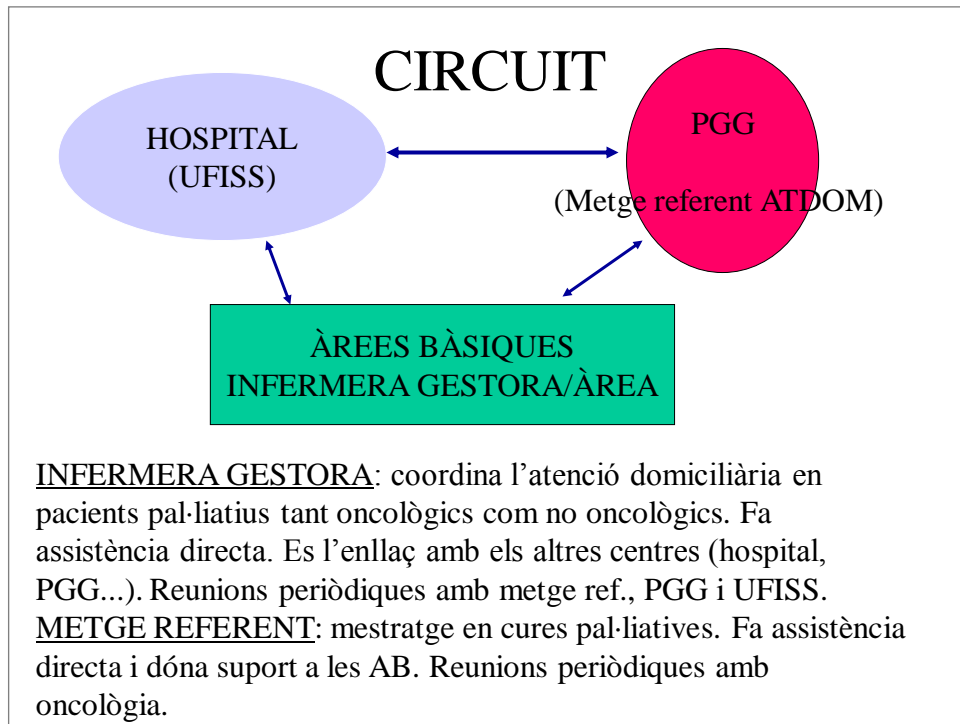 CIRCUIT
HOSPITAL
(UFISS)
PGG
(Metge referent ATDOM)
ÀREES BÀSIQUES
INFERMERA GESTORA/ÀREA
INFERMERA GESTORA: coordina l’atenció domiciliària en
pacients pal·liatius tant oncològics com no oncològics. Fa
assistència directa. Es l’enllaç amb els altres centres (hospital,
PGG...). Reunions periòdiques amb metge ref., PGG i UFISS.
METGE REFERENT: mestratge en cures pal·liatives. Fa assistència
directa i dóna suport a les AB. Reunions periòdiques amb
oncològia.